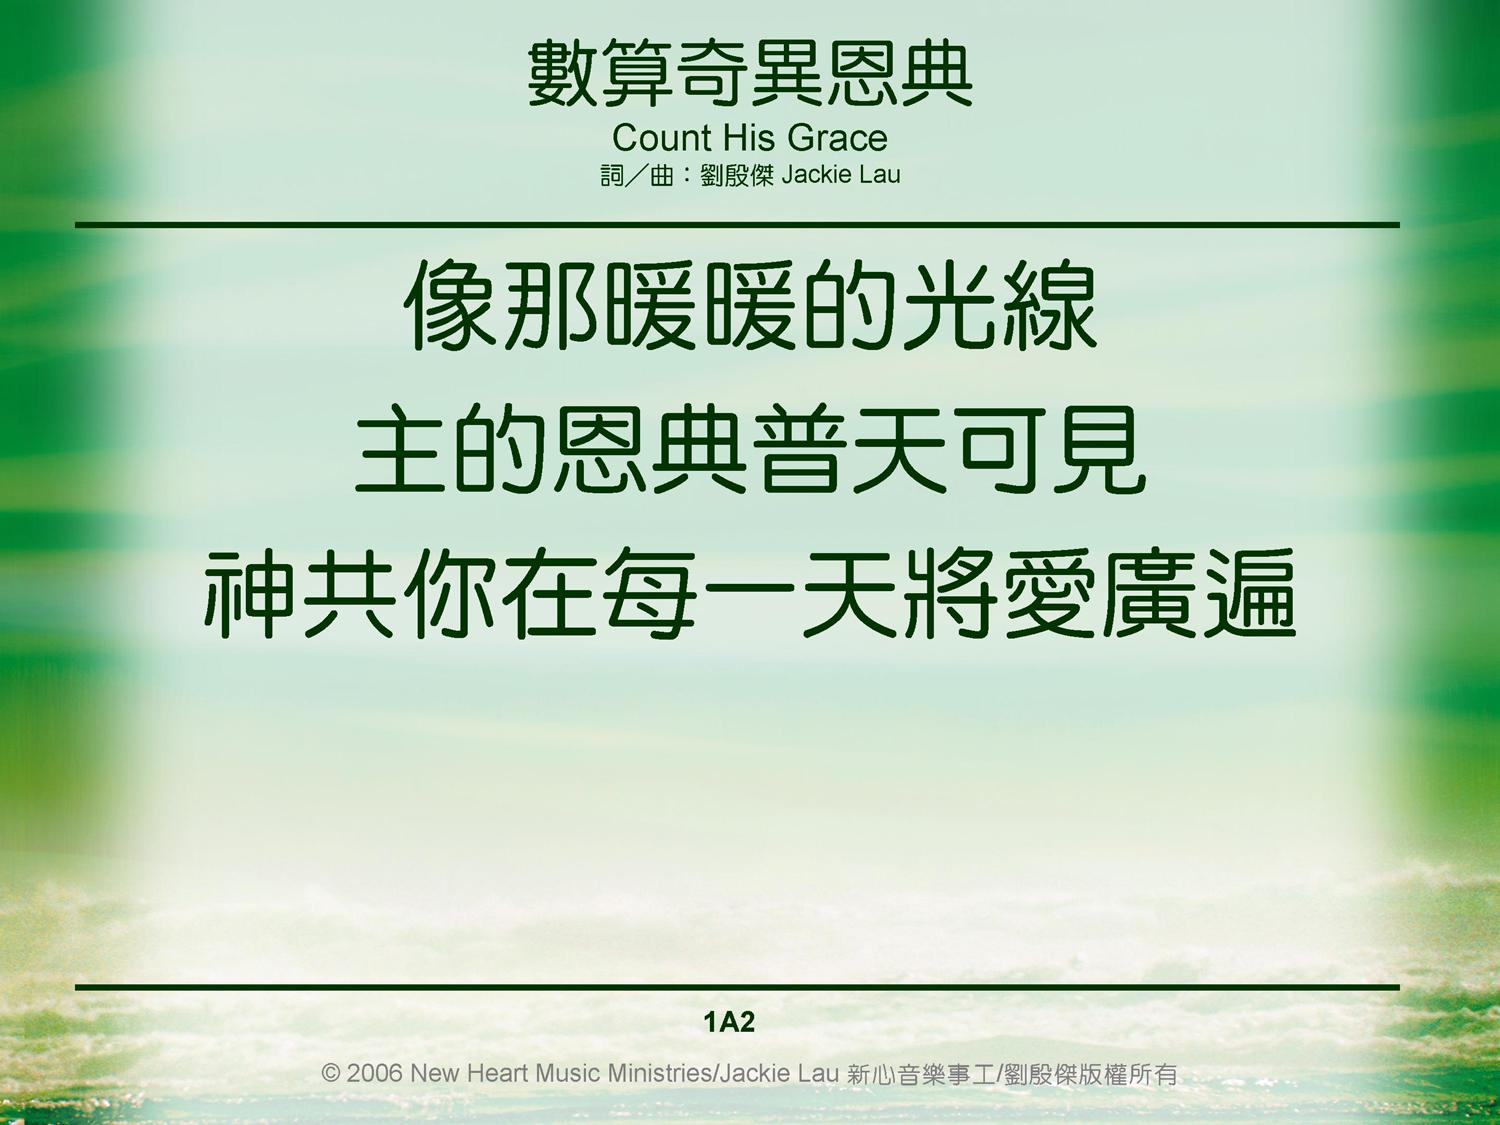 數算奇異恩典
Count His Grace
詞／曲：劉殷傑 Jackie Lau
像那暖暖的光線
主的恩典普天可見
神共你在每一天將愛廣遍
1A2
© 2006 New Heart Music Ministries/Jackie Lau 新心音樂事工/劉殷傑版權所有